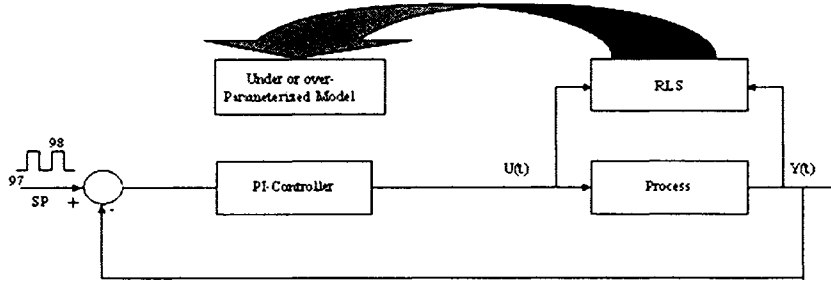 Under or over-
Parameterized Model
RLS
98
97
SP
+
-
PI-Controller
U(t)
Process
Y(t)